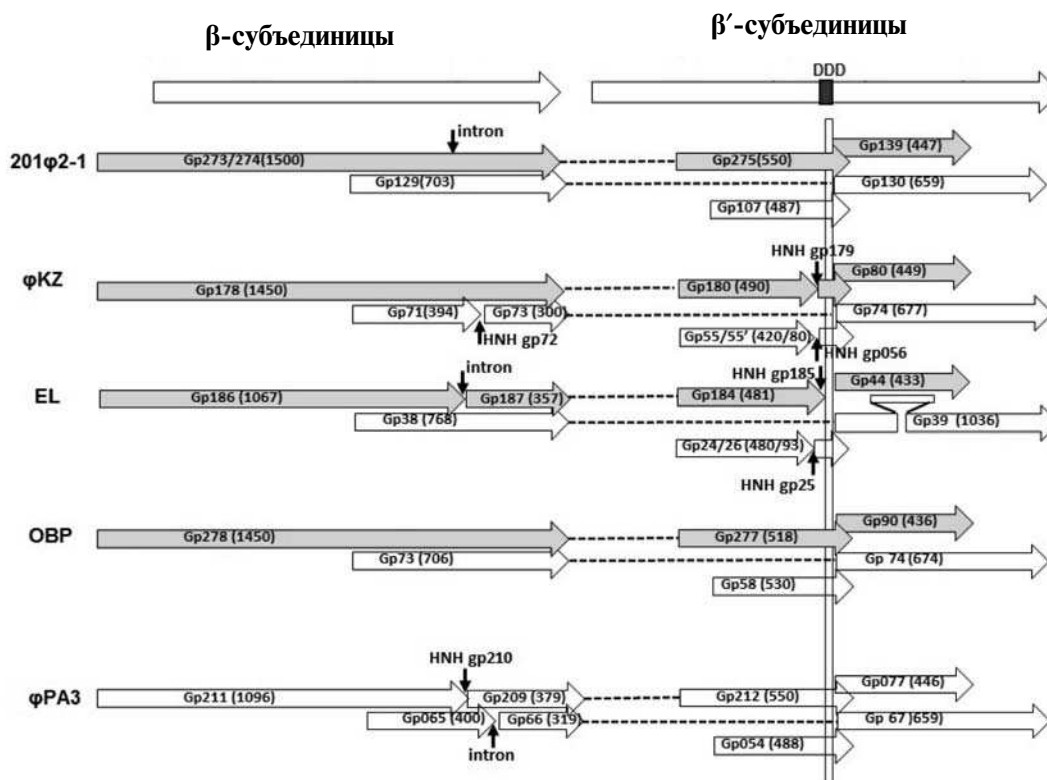 β-субъединицы
β′-субъединицы
DDD
intron
201φ2-1
Gp273/274(1500)
Gp275(550)
Gp139 (447)
Gp129(703)
Gp130 (659)
Gp107 (487)
HNH gp179
φKZ
Gp178 (1450)
Gp180 (490)
Gp80 (449)
Gp71(394)
Gp73 (300)
Gp74 (677)
HNH gp72
Gp55/55′ (420/80)
HNH gp056
intron
HNH gp185
EL
Gp186 (1067)
Gp187 (357)
Gp184 (481)
Gp44 (433)
Gp38 (768)
Gp39 (1036)
Gp24/26 (480/93)
HNH gp25
OBP
Gp278 (1450)
Gp277 (518)
Gp90 (436)
Gp73 (706)
Gp 74 (674)
Gp58 (530)
HNH gp210
φPA3
Gp211 (1096)
Gp209 (379)
Gp212 (550)
Gp077 (446)
Gp065 (400)
Gp66 (319)
Gp 67)659)
Gp054 (488)
intron